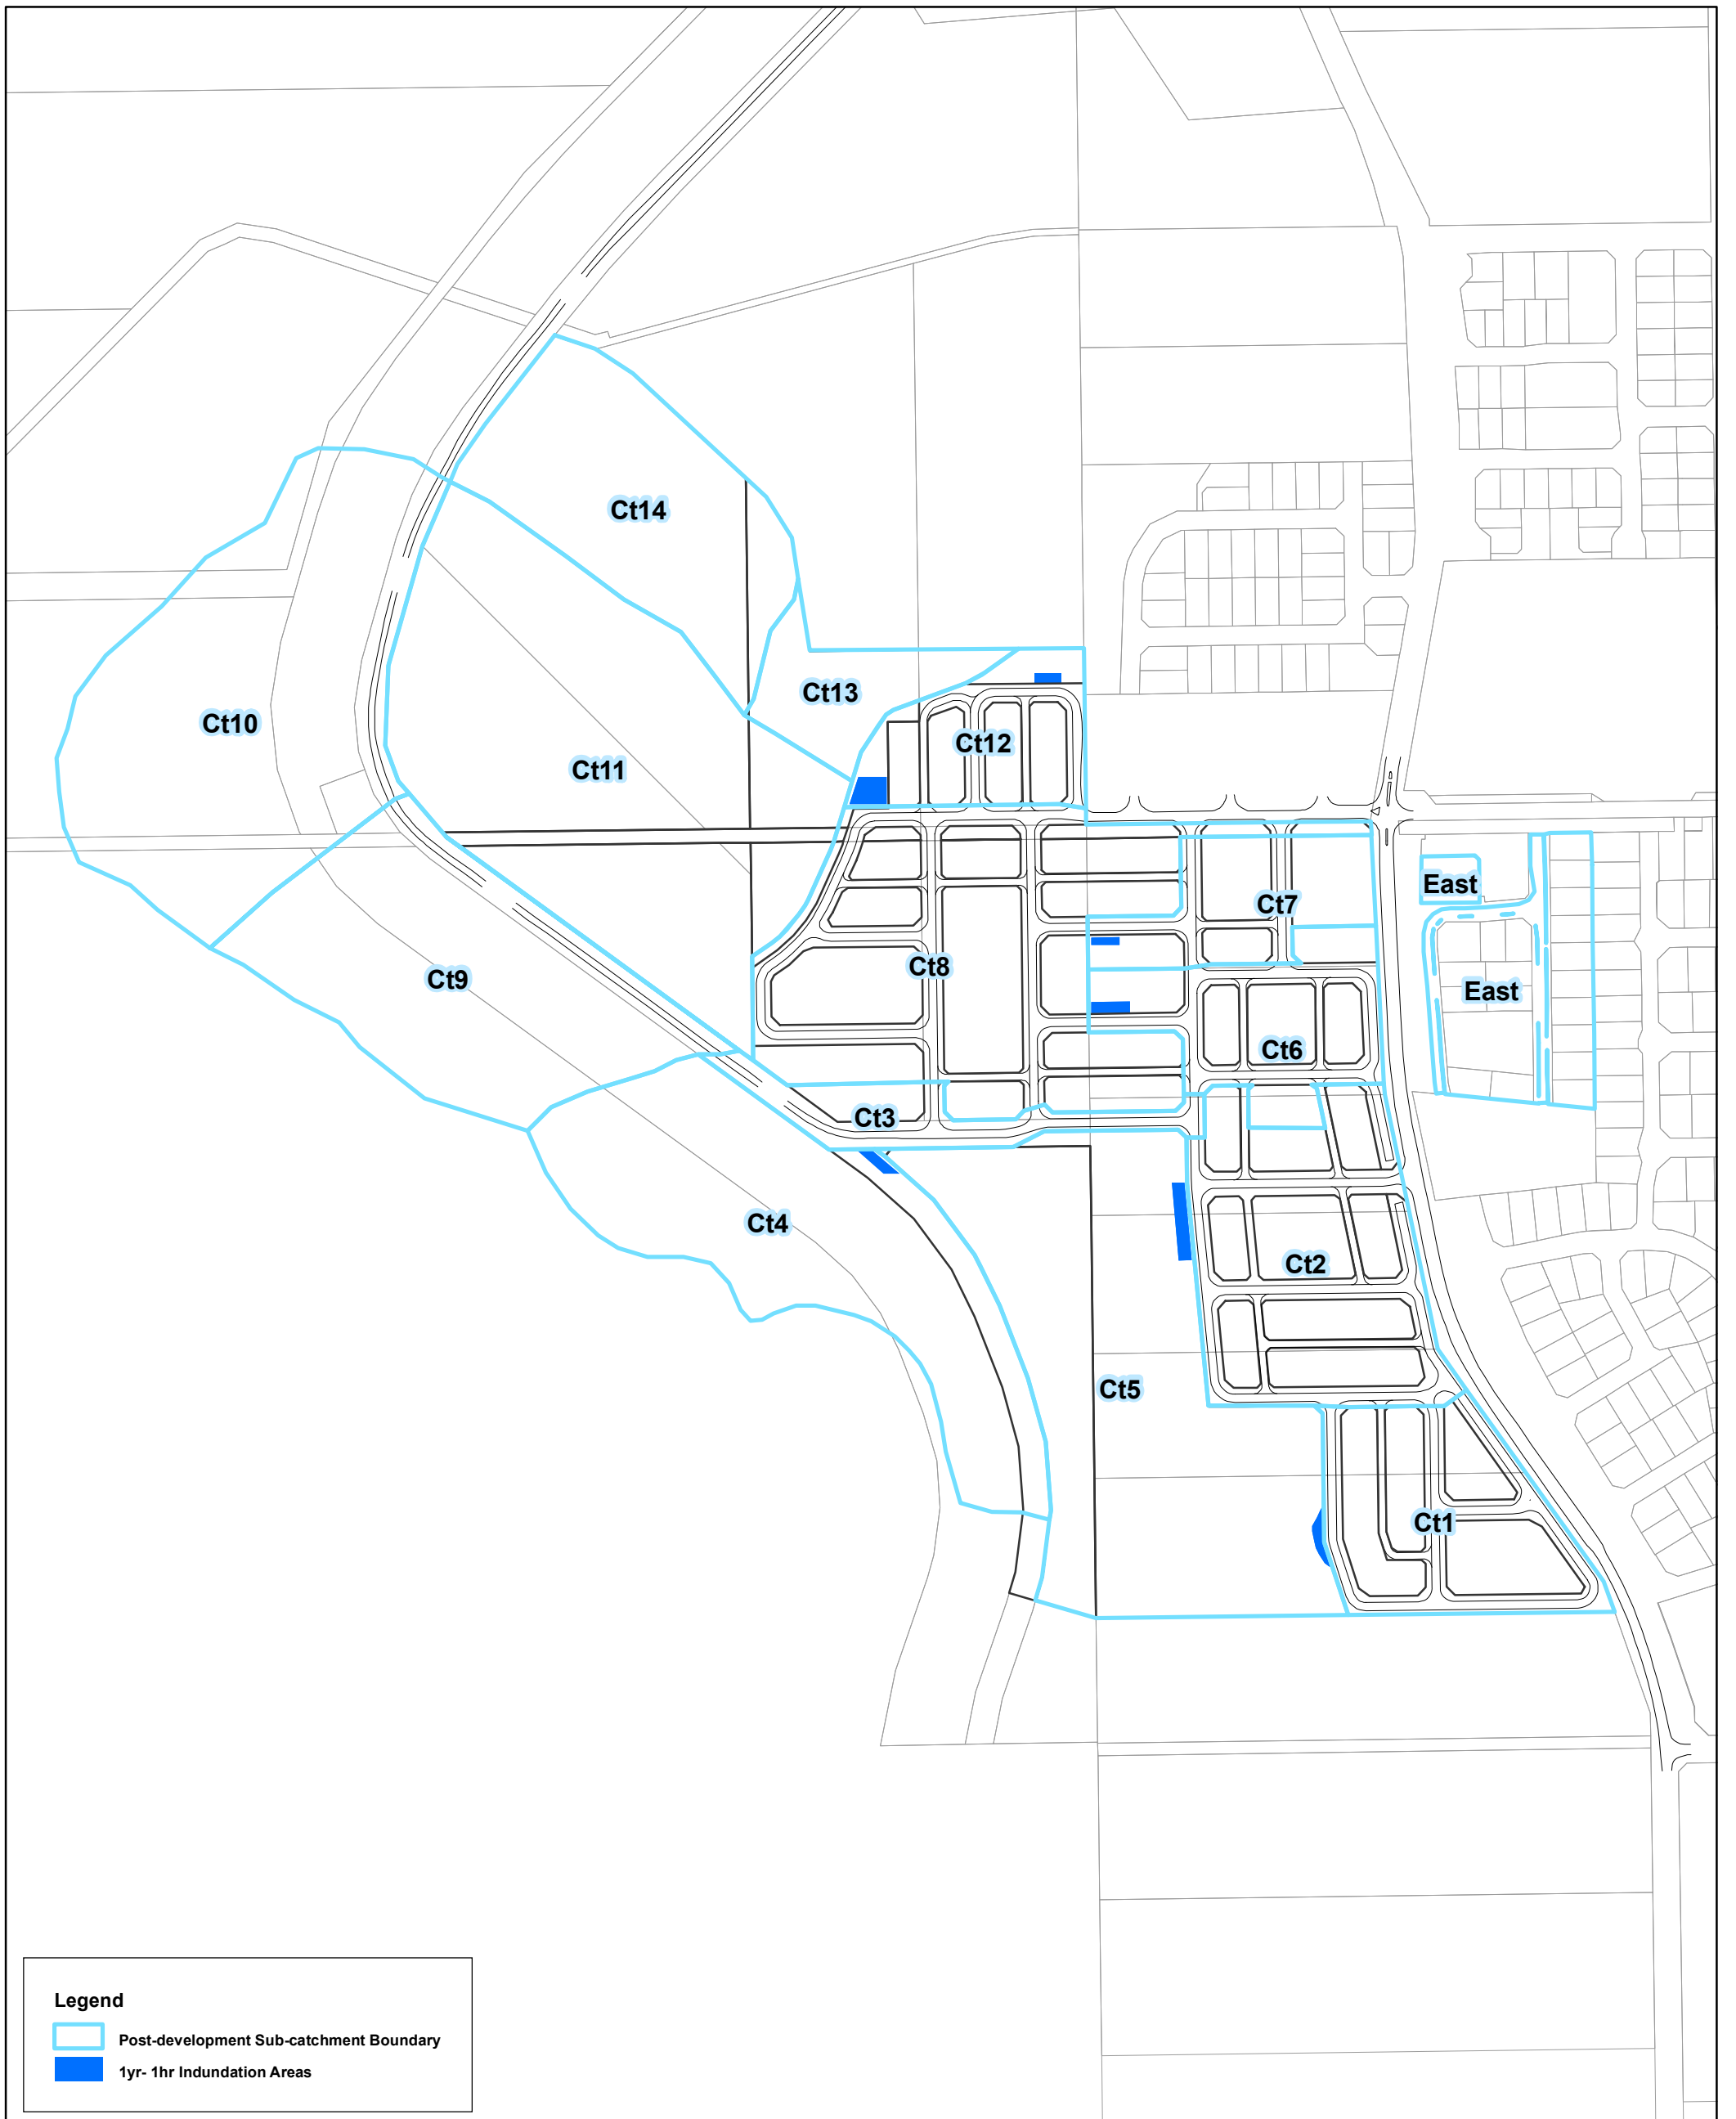 Ct14
Ct13
Ct10
Ct12
Ct11
East
Ct7
Ct8
Ct9
East
Ct6
Ct3
Ct4
Ct2
Ct5
Ct1
Legend
Post-development Sub-catchment Boundary
1yr- 1hr Indundation Areas